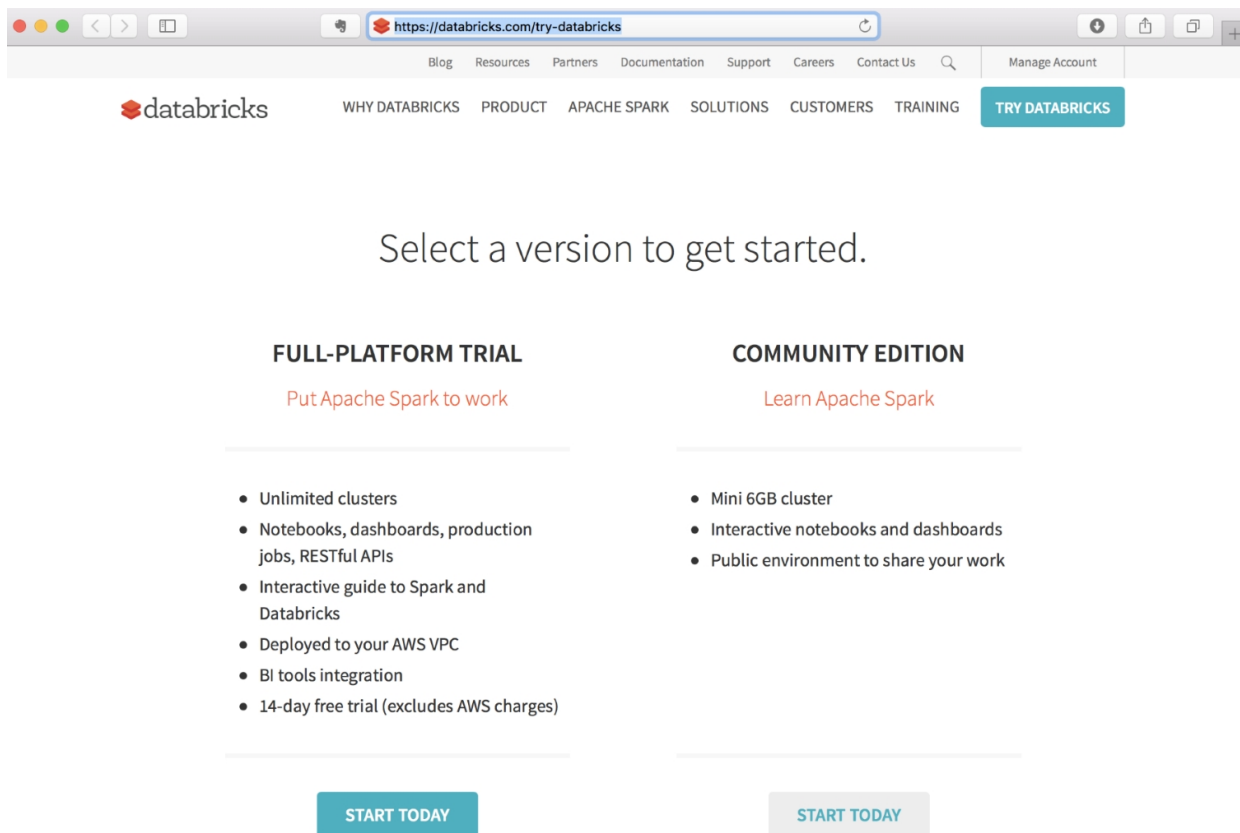 https://databricks.com/try-databricks
Blog Resources Partners Documentation Support Careers Contact Us Manage Account
databricks WHY DATABRICKS PRODUCT APACHE SPARK SOLUTIONS CUSTOMERS TRAINING TRY DATABRICKS
Select a version to get started.
FULL-PLATFORM TRIAL
Put Apache Spark to work
• Unlimited clusters
• Notebooks, dashboards, production
jobs, RESTful APIs
• Interactive guide to Spark and
Databricks
• Deployed to your AWS VPC
• BI tools integration
• 14-day free trial (excludes AWS charges)
START TODAY
COMMUNITY EDITION
Learn Apache Spark
• Mini 6GB cluster
• Interactive notebooks and dashboards
• Public environment to share your work
START TODAY